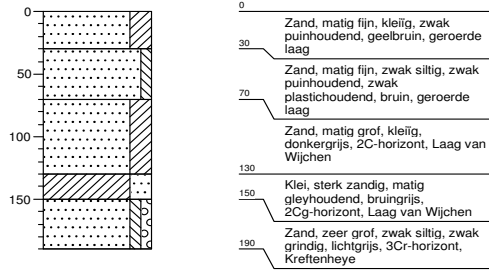 0
50
100
150
0
Zand, matig fijn, kleiïg, zwak
puinhoudend, geelbruin, geroerde
laag
30
Zand, matig fijn, zwak siltig, zwak
puinhoudend, zwak
plastichoudend, bruin, geroerde
laag
70
Zand, matig grof, kleiïg,
donkergrijs, 2C-horizont, Laag van
Wijchen
130
Klei, sterk zandig, matig
gleyhoudend, bruingrijs,
2Cg-horizont, Laag van Wijchen
150
Zand, zeer grof, zwak siltig, zwak
grindig, lichtgrijs, 3Cr-horizont,
Kreftenheye
190